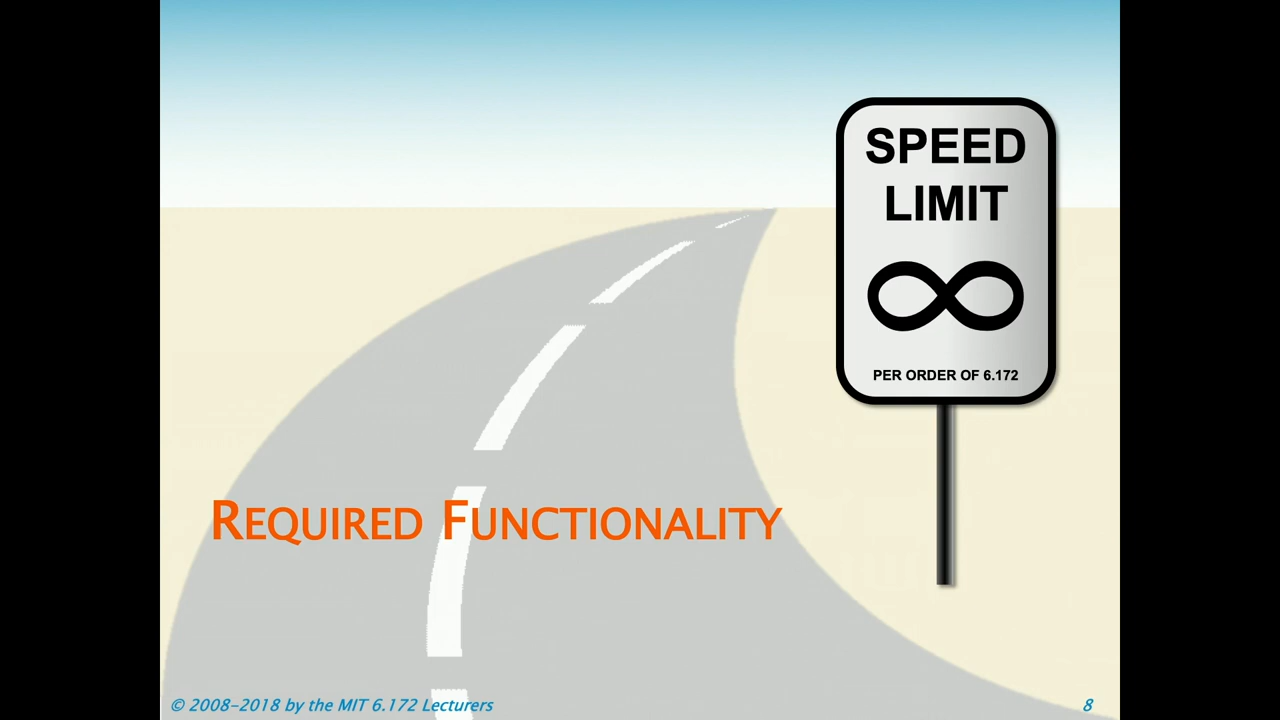 SPEED
LIMIT
∞
PER ORDER OF 6.172
REQUIRED FUNCTIONALITY
© 2008–2018 by the MIT 6.172 Lecturers
8